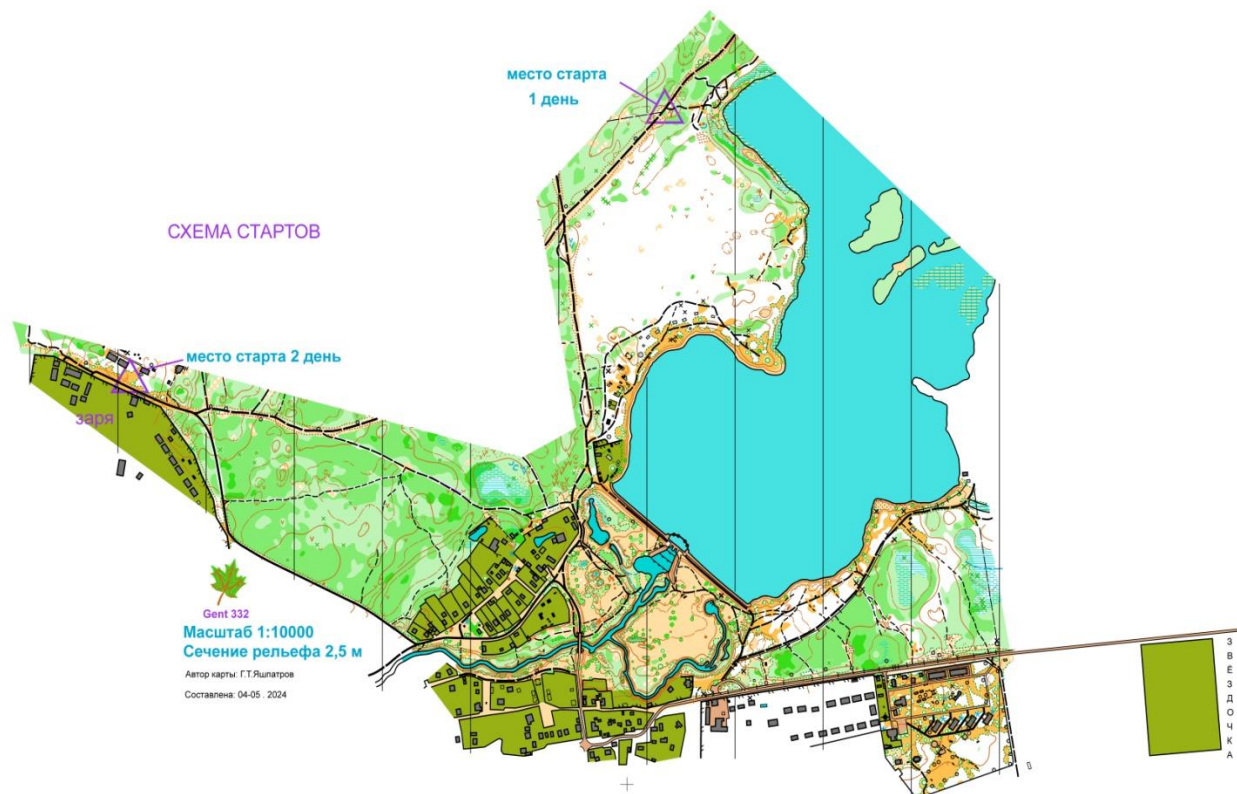 место старта
1 день
СХЕМА СТАРТОВ
место старта 2 день
заря
Gent 332
Масштаб 1:10000
Сечение рельефа 2,5 м
Автор карты: Г.Т.Яшпатров
Составлена: 04-05 . 2024
ЗВЁЗДОЧКА